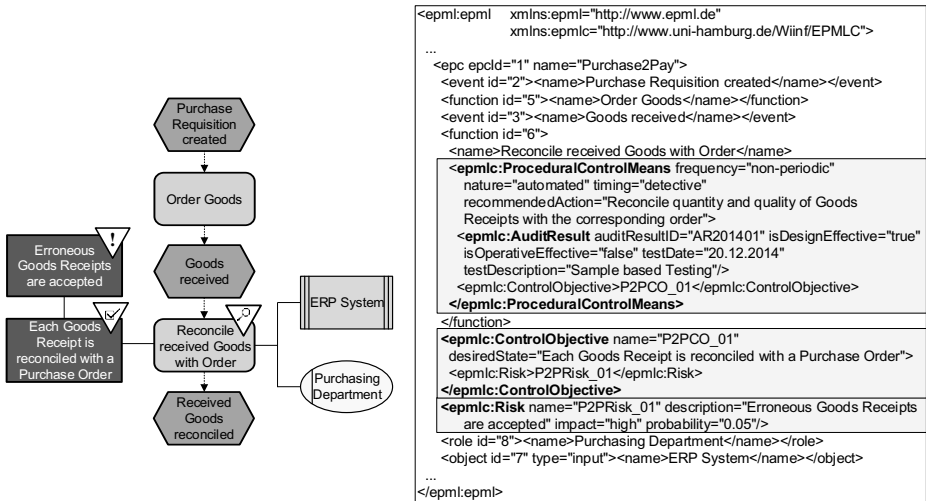 Purchase
Requisition
created
Order Goods
!
Erroneous
Goods Receipts
are accepted
Goods
received
ERP System
Each Goods
Receipt is
reconciled with a
Purchase Order
Reconcile
received Goods
with Order
Purchasing
Department
Received
Goods
reconciled
<epml:epml xmlns:epml="http://www.epml.de"
xmlns:epmlc="http://www.uni-hamburg.de/Wiinf/EPMLC">
...
<epc epcId="1" name="Purchase2Pay">
<event id="2"><name>Purchase Requisition created</name></event>
<function id="5"><name>Order Goods</name></function>
<event id="3"><name>Goods received</name></event>
<function id="6">
<name>Reconcile received Goods with Order</name>
<epmlc:ProceduralControlMeans frequency="non-periodic"
nature="automated" timing="detective"
recommendedAction="Reconcile quantity and quality of Goods
Receipts with the corresponding order">
<epmlc:AuditResult auditResultID="AR201401" isDesignEffective="true"
isOperativeEffective="false" testDate="20.12.2014"
testDescription="Sample based Testing"/>
<epmlc:ControlObjective>P2PCO_01</epmlc:ControlObjective>
</epmlc:ProceduralControlMeans>
</function>
<epmlc:ControlObjective name="P2PCO_01"
desiredState="Each Goods Receipt is reconciled with a Purchase Order">
<epmlc:Risk>P2PRisk_01</epmlc:Risk>
</epmlc:ControlObjective>
<epmlc:Risk name="P2PRisk_01" description="Erroneous Goods Receipts
are accepted" impact="high" probability="0.05"/>
<role id="8"><name>Purchasing Department</name></role>
<object id="7" type="input"><name>ERP System</name></object>
...
</epml:epml>